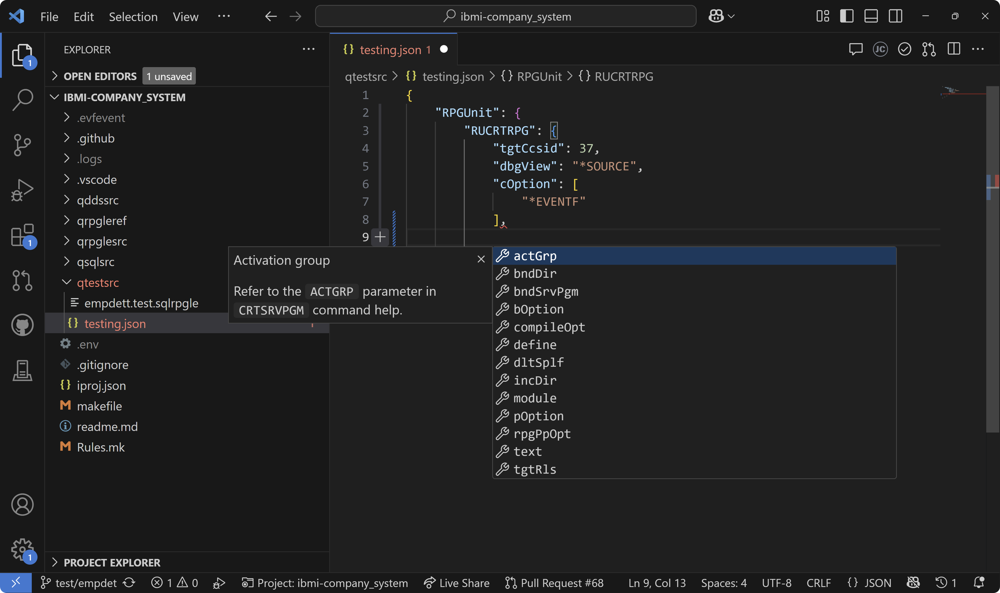 File Edit Selection View ··· ibmi-company_system
EXPLORER ···
OPEN EDITORS 1 unsaved
IBMI-COMPANY_SYSTEM
.evfevent
.github
.logs
.vscode
qddssrc
qrpgleref
qrpglesrc
qsqlsrc
qtestsrc
empdett.test.sqlrpgle
{} testing.json
.env
.gitignore
{} iproj.json
makefile
readme.md
Rules.mk
PROJECT EXPLORER
1
1
1
{} testing.json 1
JC
qtestsrc > {} testing.json > {} RPGUnit > {} RUCRTRPG
1 {
2 "RPGUnit": {
3 "RUCRTRPG": {
4 "tgtCcsid": 37,
5 "dbgView": "*SOURCE",
6 "cOption": [
7 "*EVENTF"
8 ],
9
Activation group
Refer to the ACTGRP parameter in
CRTSRVPGM command help.
actGrp
bndDir
bndSrvPgm
bOption
compileOpt
define
dltSplf
incDir
module
pOption
rpgPpOpt
text
tgtRls
test/empdet 1 0 Project: ibmi-company_system Live Share Pull Request #68 Ln 9, Col 13 Spaces: 4 UTF-8 CRLF {} JSON 1